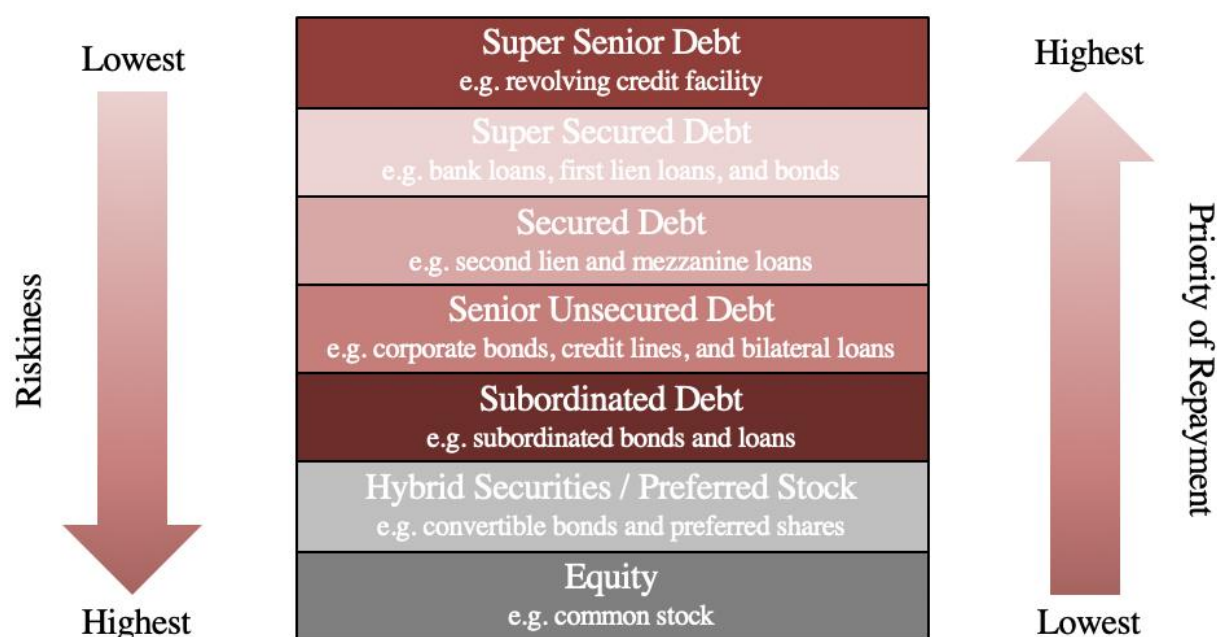 Lowest
Highest
Super Senior Debt
e.g. revolving credit facility
Super Secured Debt
e.g. bank loans, first lien loans, and bonds
Secured Debt
e.g. second lien and mezzanine loans
Senior Unsecured Debt
e.g. corporate bonds, credit lines, and bilateral loans
Subordinated Debt
e.g. subordinated bonds and loans
Hybrid Securities / Preferred Stock
e.g. convertible bonds and preferred shares
Equity
e.g. common stock
Riskiness
Priority of Repayment
Highest
Lowest